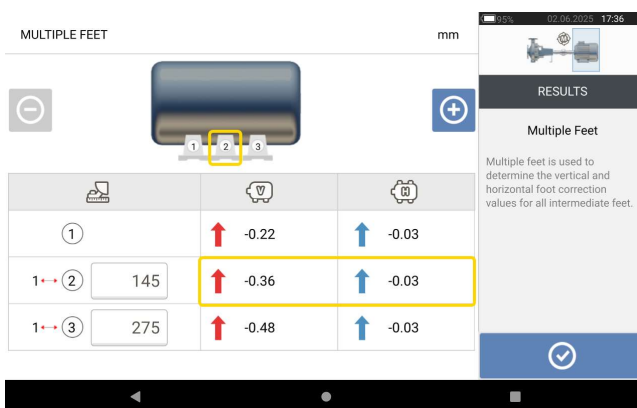 95% 02.06.2025 17:36
MULTIPLE FEET mm
1 2 3
V H
1 -0.22 -0.03
1↔2 145 -0.36 -0.03
1↔3 275 -0.48 -0.03
RESULTS
Multiple Feet
Multiple feet is used to
determine the vertical and
horizontal foot correction
values for all intermediate feet.